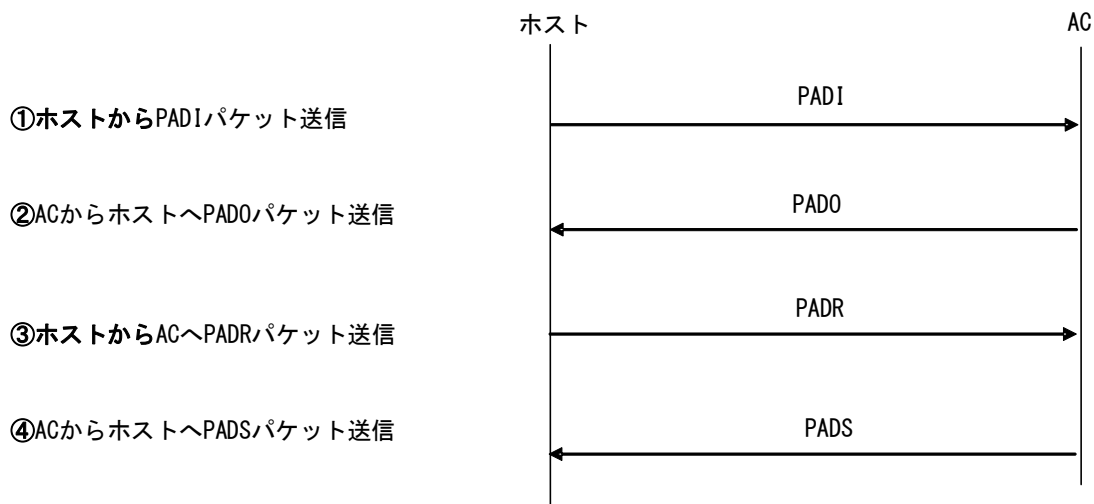 ホスト
AC
①ホストからPADIパケット送信
PADI
②ACからホストへPADOパケット送信
PADO
③ホストからACへPADRパケット送信
PADR
④ACからホストへPADSパケット送信
PADS